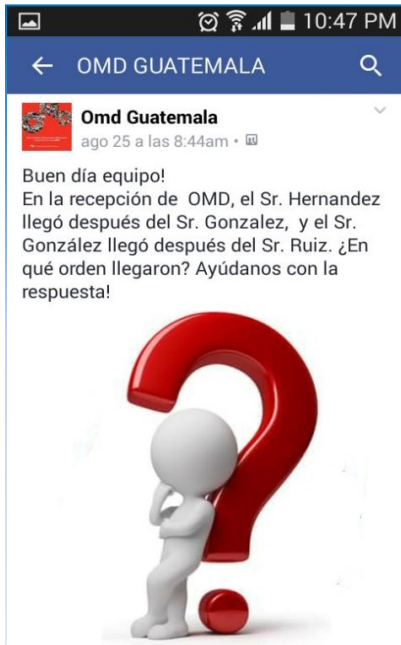 10:47 PM
OMD GUATEMALA
Omd Guatemala
ago 25 a las 8:44am •
Buen día equipo!
En la recepción de OMD, el Sr. Hernandez
llegó después del Sr. Gonzalez, y el Sr.
González llegó después del Sr. Ruiz. ¿En
qué orden llegaron? Ayúdanos con la
respuesta!